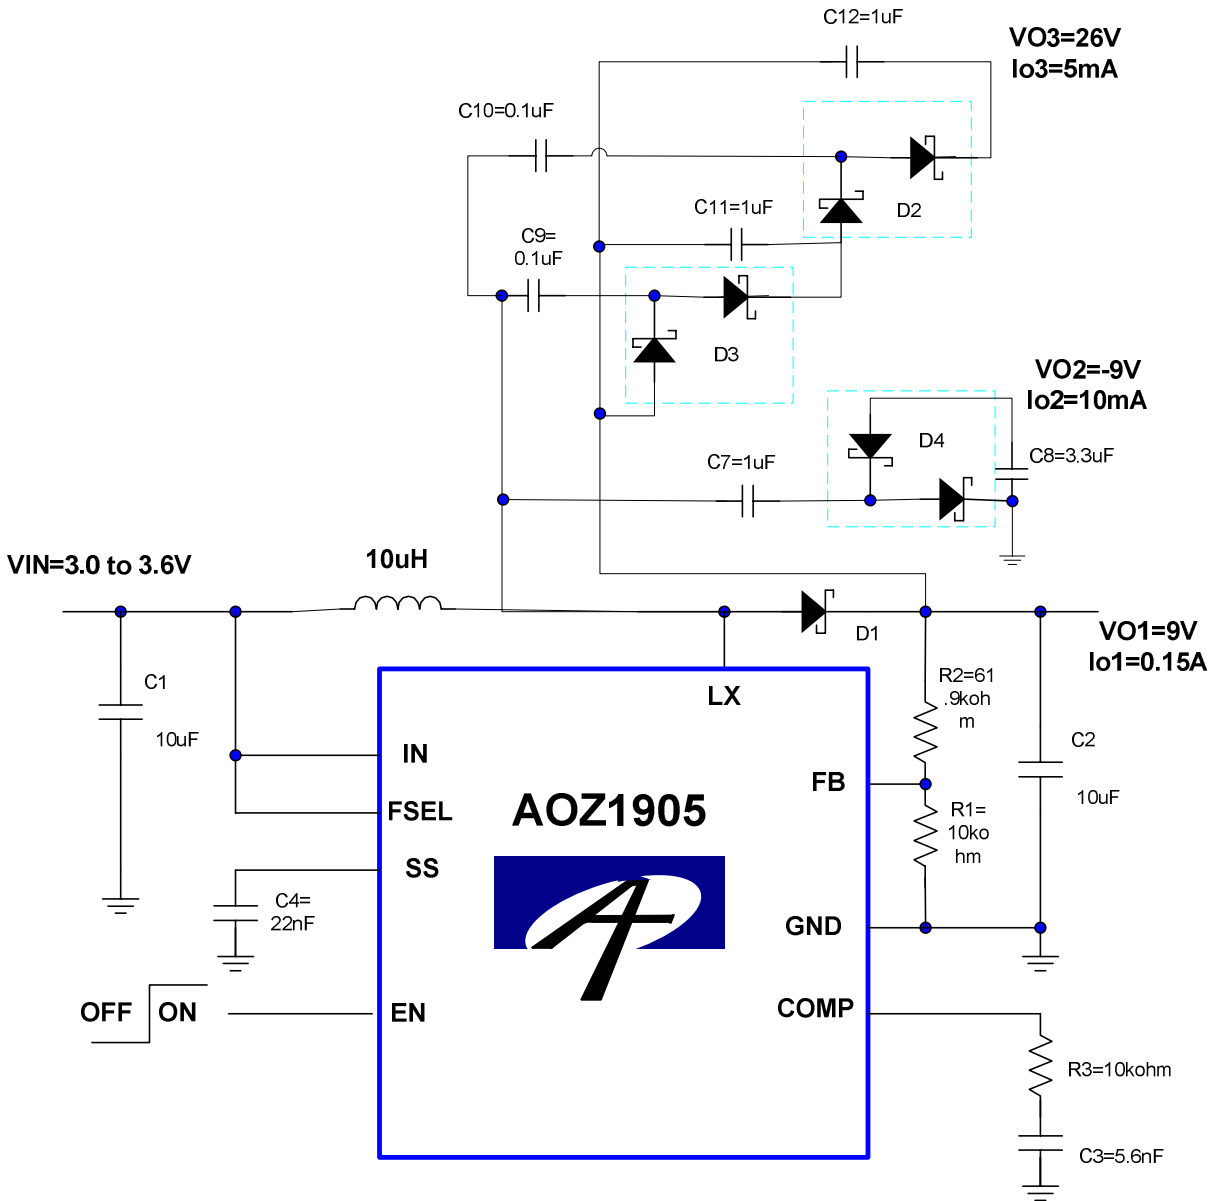 C12=1uF
VO3=26V
Io3=5mA
C10=0.1uF
C11=1uF
D2
C9=
0.1uF
D3
VO2=-9V
Io2=10mA
D4
C7=1uF
C8=3.3uF
VIN=3.0 to 3.6V
10uH
D1
VO1=9V
Io1=0.15A
C1
10uF
LX
R2=61
.9koh
m
IN
FB
C2
10uF
FSEL
AOZ1905
R1=
10ko
hm
SS
C4=
22nF
GND
OFF ON
EN
COMP
R3=10kohm
C3=5.6nF